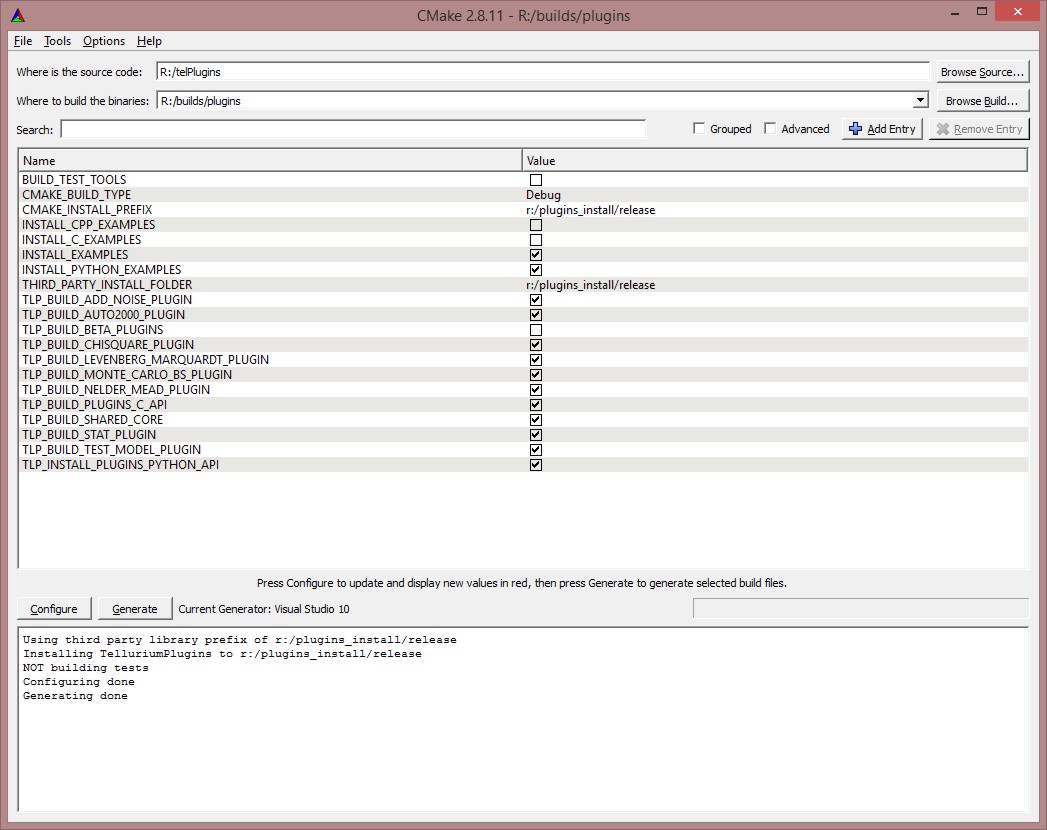 CMake 2.8.11 - R:/builds/plugins
File Tools Options Help
Where is the source code: R:/telPlugins Browse Source...
Where to build the binaries: R:/builds/plugins Browse Build...
Search: Grouped Advanced Add Entry Remove Entry
Name Value
BUILD_TEST_TOOLS
CMAKE_BUILD_TYPE Debug
CMAKE_INSTALL_PREFIX r:/plugins_install/release
INSTALL_CPP_EXAMPLES
INSTALL_C_EXAMPLES
INSTALL_EXAMPLES
INSTALL_PYTHON_EXAMPLES
THIRD_PARTY_INSTALL_FOLDER r:/plugins_install/release
TLP_BUILD_ADD_NOISE_PLUGIN
TLP_BUILD_AUTO2000_PLUGIN
TLP_BUILD_BETA_PLUGINS
TLP_BUILD_CHISQUARE_PLUGIN
TLP_BUILD_LEVENBERG_MARQUARDT_PLUGIN
TLP_BUILD_MONTE_CARLO_BS_PLUGIN
TLP_BUILD_NELDER_MEAD_PLUGIN
TLP_BUILD_PLUGINS_C_API
TLP_BUILD_SHARED_CORE
TLP_BUILD_STAT_PLUGIN
TLP_BUILD_TEST_MODEL_PLUGIN
TLP_INSTALL_PLUGINS_PYTHON_API
Press Configure to update and display new values in red, then press Generate to generate selected build files.
Configure Generate Current Generator: Visual Studio 10
Using third party library prefix of r:/plugins_install/release
Installing TelluriumPlugins to r:/plugins_install/release
NOT building tests
Configuring done
Generating done